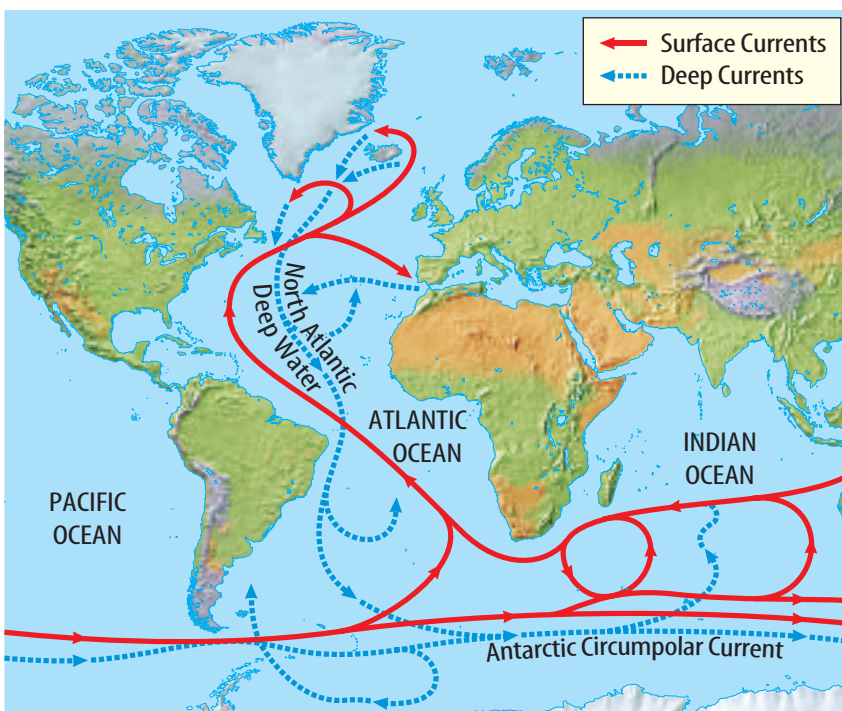 Surface Currents
Deep Currents
North Atlantic
Deep Water
ATLANTIC
OCEAN
INDIAN
OCEAN
PACIFIC
OCEAN
Antarctic Circumpolar Current